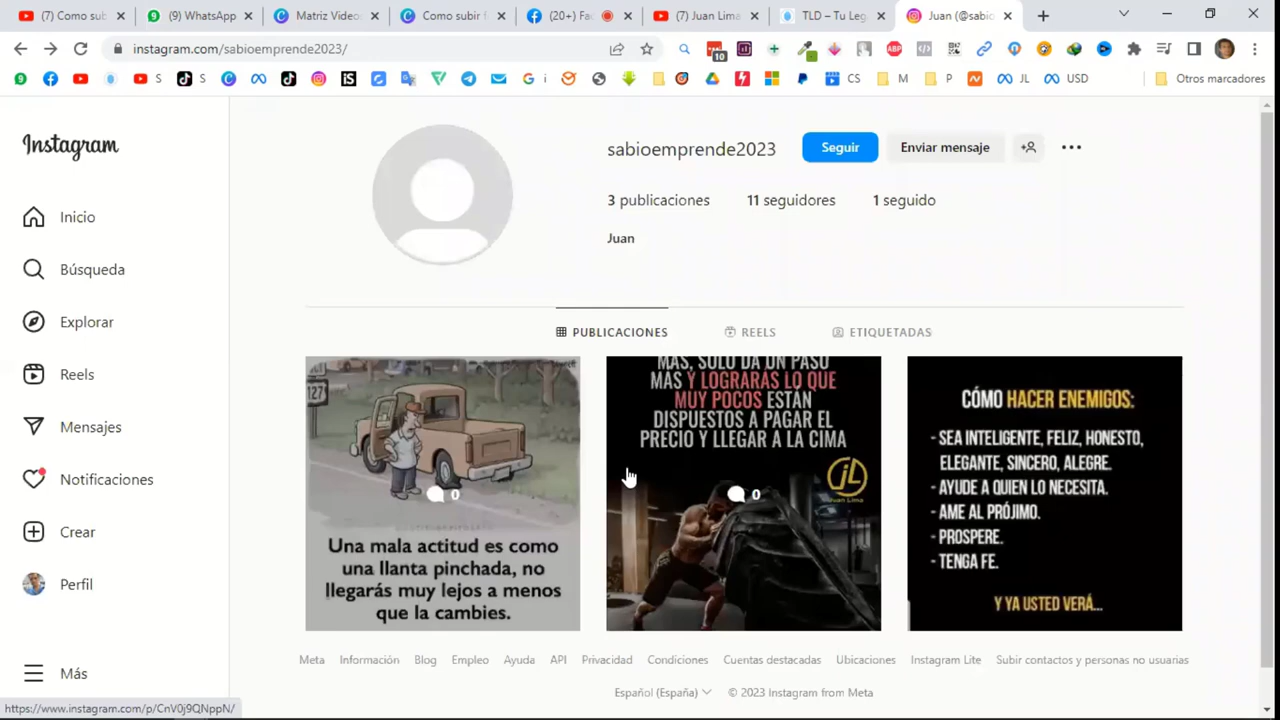 (7) Como sub
(9) WhatsApp
Matriz Video
Como subir f
(20+) Fac
(7) Juan Lima
TLD – Tu Leg
Juan (@sabio
instagram.com/sabioemprende2023/
10
ABP
S
S
G i
CS
M
P
JL
USD
Otros marcadores
Instagram
Inicio
Búsqueda
Explorar
Reels
Mensajes
Notificaciones
Crear
Perfil
Más
sabioemprende2023
Seguir
Enviar mensaje
3 publicaciones
11 seguidores
1 seguido
Juan
PUBLICACIONES
REELS
ETIQUETADAS
127
0
Una mala actitud es como
una llanta pinchada, no
llegarás muy lejos a menos
que la cambies.
MÁS, SOLO DA UN PASO
MÁS Y LOGRARÁS LO QUE
MUY POCOS ESTÁN
DISPUESTOS A PAGAR EL
PRECIO Y LLEGAR A LA CIMA
JL
Juan Lima
0
CÓMO HACER ENEMIGOS:
- SEA INTELIGENTE, FELIZ, HONESTO,
ELEGANTE, SINCERO, ALEGRE.
- AYUDE A QUIEN LO NECESITA.
- AME AL PRÓJIMO.
- PROSPERE.
- TENGA FE.
Y YA USTED VERÁ...
Meta
Información
Blog
Empleo
Ayuda
API
Privacidad
Condiciones
Cuentas destacadas
Ubicaciones
Instagram Lite
Subir contactos y personas no usuarias
Español (España)
© 2023 Instagram from Meta
https://www.instagram.com/p/CnV0j9QNppN/